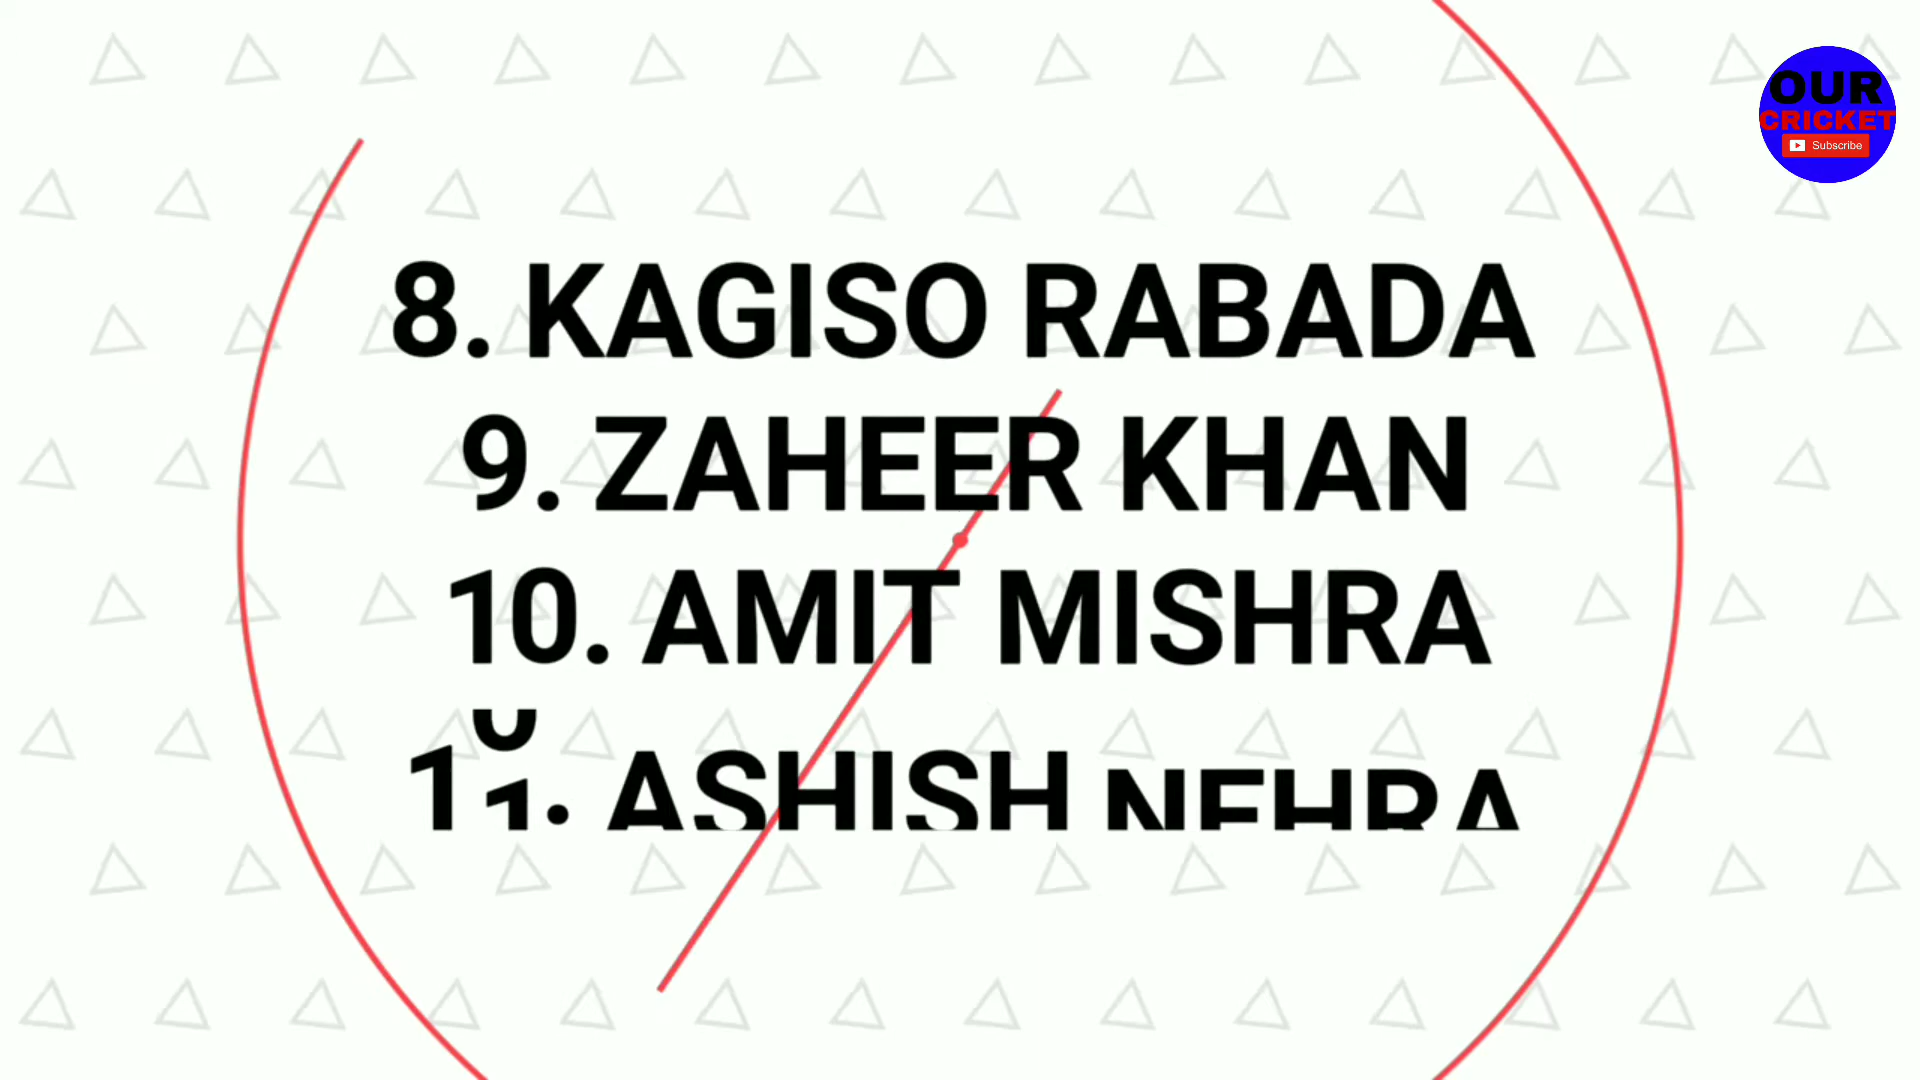 OUR
CRICKET
Subscribe
8. KAGISO RABADA
9. ZAHEER KHAN
10. AMIT MISHRA
11. ASHISH NEHRA